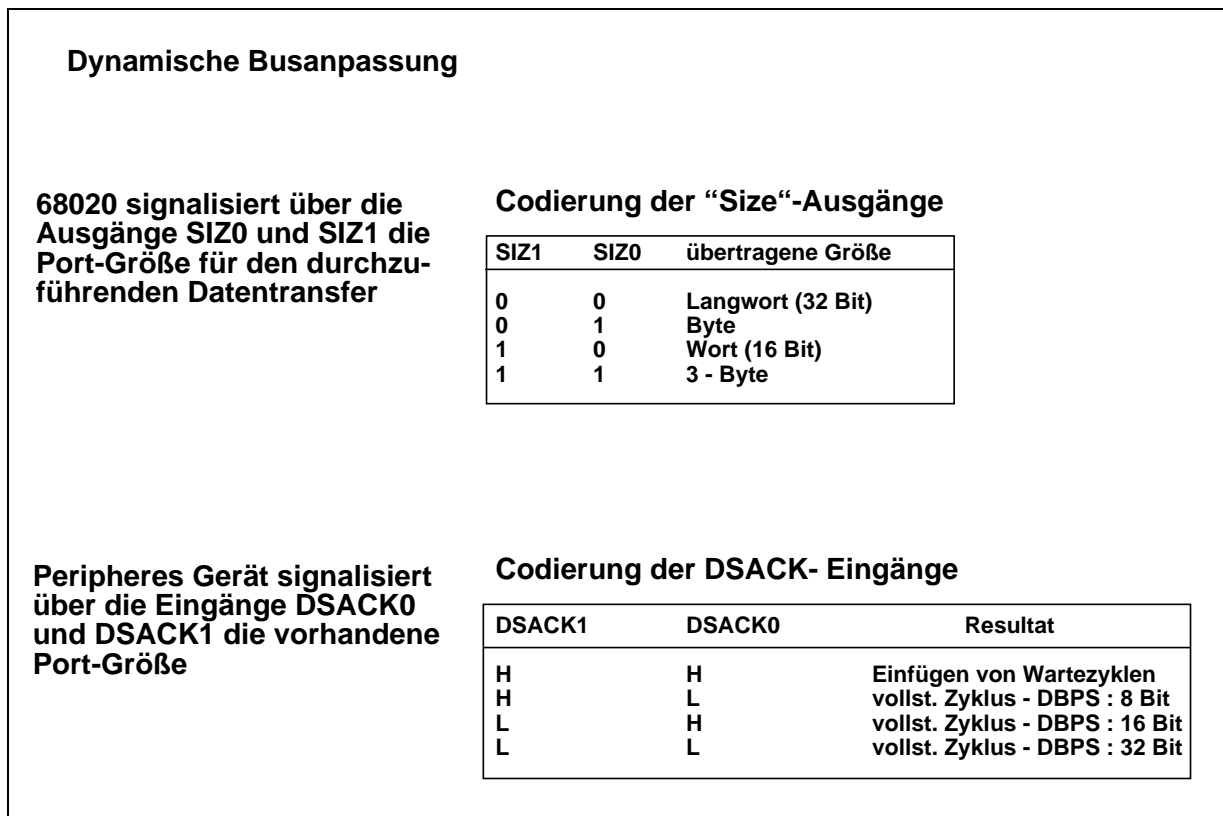 Dynamische Busanpassung
68020 signalisiert über die
Ausgänge SIZ0 und SIZ1 die
Port-Größe für den durchzu-
führenden Datentransfer
Codierung der “Size“-Ausgänge
SIZ1 SIZ0 übertragene Größe
0 0 Langwort (32 Bit)
0 1 Byte
1 0 Wort (16 Bit)
1 1 3 - Byte
Peripheres Gerät signalisiert
über die Eingänge DSACK0
und DSACK1 die vorhandene
Port-Größe
Codierung der DSACK- Eingänge
DSACK1 DSACK0 Resultat
H H Einfügen von Wartezyklen
H L vollst. Zyklus - DBPS : 8 Bit
L H vollst. Zyklus - DBPS : 16 Bit
L L vollst. Zyklus - DBPS : 32 Bit